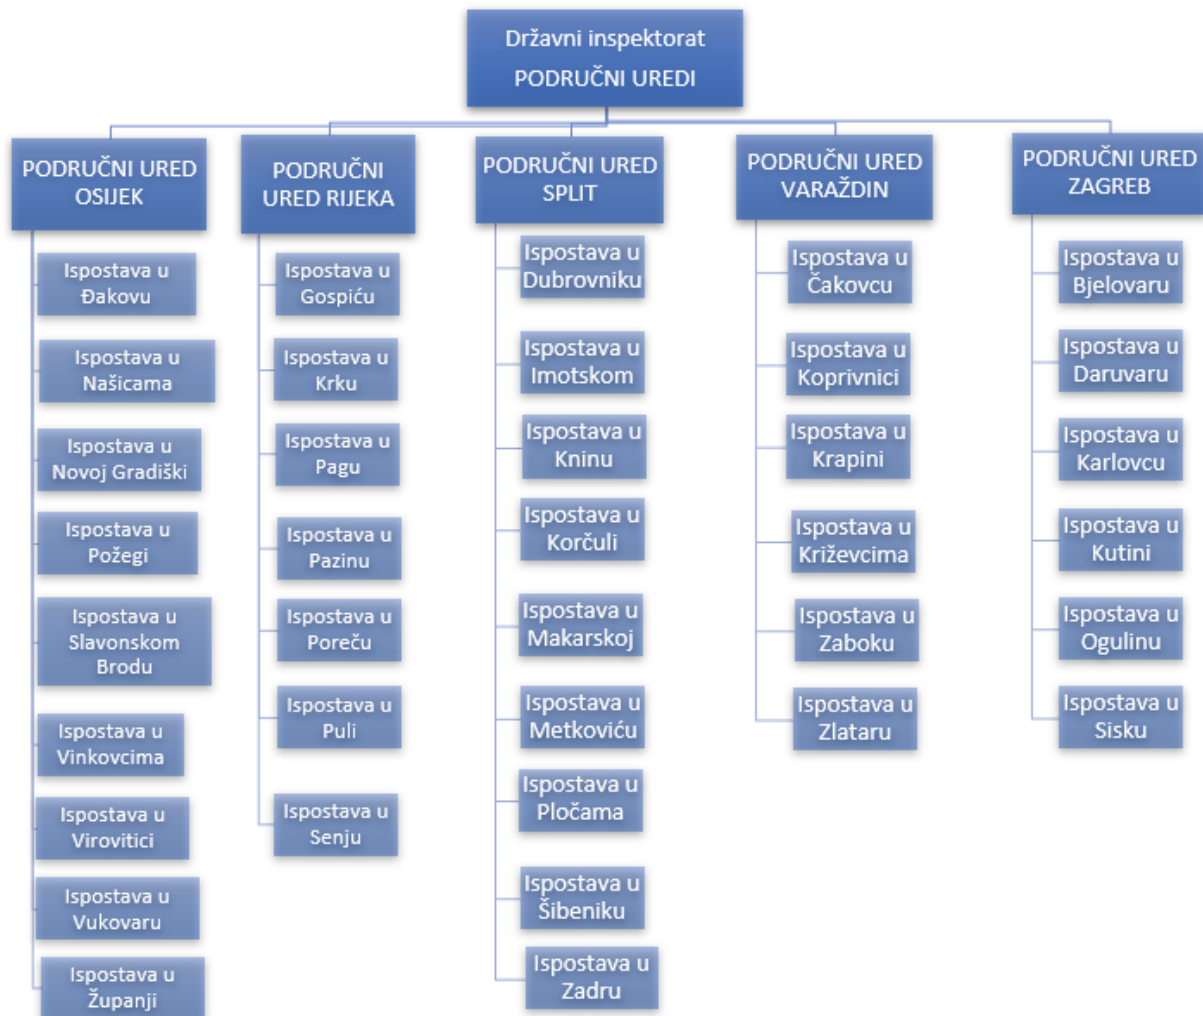 Državni inspektorat
PODRUČNI UREDI
PODRUČNI URED
OSIJEK
Ispostava u
Đakovu
Ispostava u
Našicama
Ispostava u
Novoj Gradiški
Ispostava u
Požegi
Ispostava u
Slavonskom
Brodu
Ispostava u
Vinkovcima
Ispostava u
Virovitici
Ispostava u
Vukovaru
Ispostava u
Županji
PODRUČNI
URED RIJEKA
Ispostava u
Gospiću
Ispostava u
Krku
Ispostava u
Pagu
Ispostava u
Pazinu
Ispostava u
Poreču
Ispostava u
Puli
Ispostava u
Senju
PODRUČNI URED
SPLIT
Ispostava u
Dubrovniku
Ispostava u
Imotskom
Ispostava u
Kninu
Ispostava u
Korčuli
Ispostava u
Makarskoj
Ispostava u
Metkoviću
Ispostava u
Pločama
Ispostava u
Šibeniku
Ispostava u
Zadru
PODRUČNI URED
VARAŽDIN
Ispostava u
Čakovcu
Ispostava u
Koprivnici
Ispostava u
Krapini
Ispostava u
Križevcima
Ispostava u
Zaboku
Ispostava u
Zlataru
PODRUČNI URED
ZAGREB
Ispostava u
Bjelovaru
Ispostava u
Daruvaru
Ispostava u
Karlovcu
Ispostava u
Kutini
Ispostava u
Ogulinu
Ispostava u
Sisku